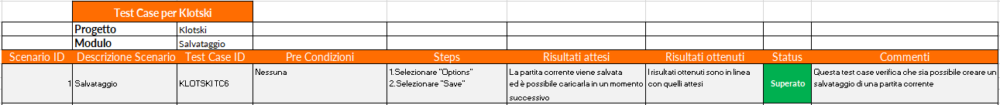 Test Case per Klotski
Progetto Klotski
Modulo Salvataggio
Scenario ID Descrizione Scenario Test Case ID Pre Condizioni Steps Risultati attesi Risultati ottenuti Status Commenti
1 Salvataggio KLOTSKITC6
Nessuna
1.Selezionare "Options"
2.Selezionare "Save"
La partita corrente viene salvata
ed è possibile caricarla in un momento
successivo
I risultati ottenuti sono in linea
con quelli attesi
Superato
Questa test case verifica che sia possibile creare un
salvataggio di una partita corrente